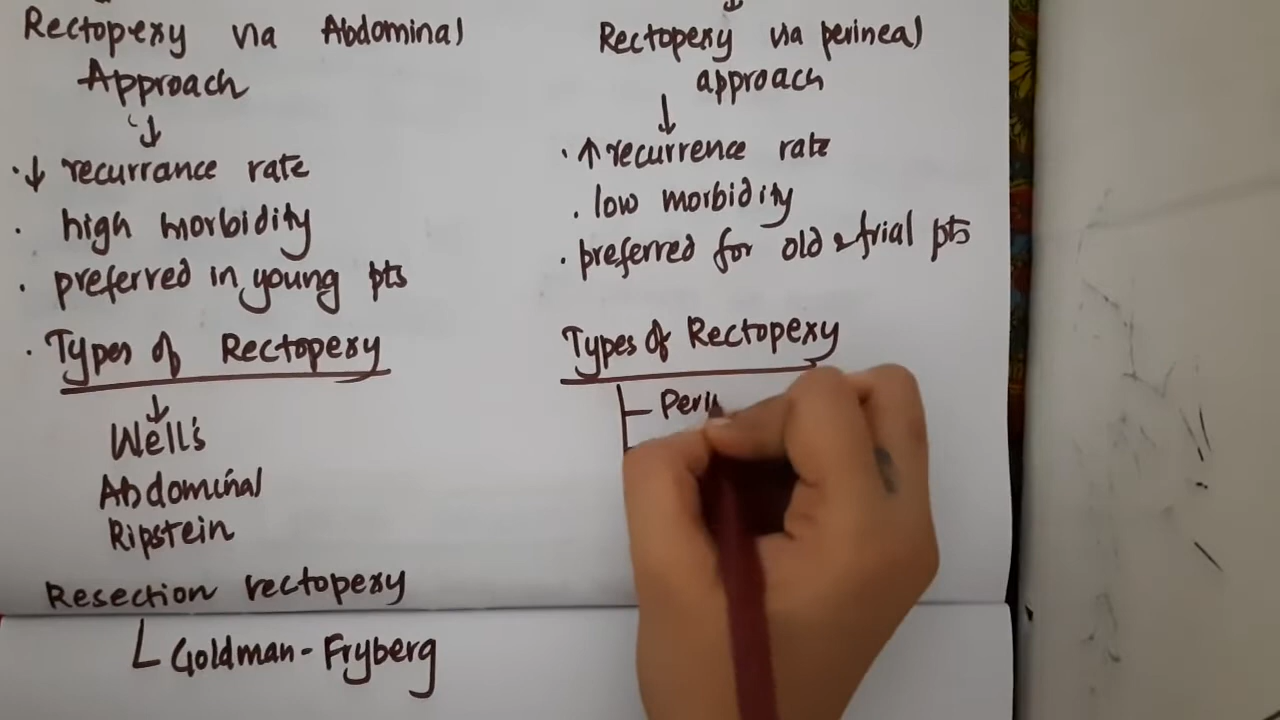 Rectopexy via Abdominal
Approach
↓
· ↓ recurrance rate
· high morbidity
· preferred in young pts
· Types of Rectopexy
↓
Well's
Abdominal
Ripstein
Resection rectopexy
Goldman-Fryberg
↓
Rectopexy via perineal
approach
↓
· ↑ recurrence rate
· low morbidity
· preferred for old & frial pts
Types of Rectopexy
Peri